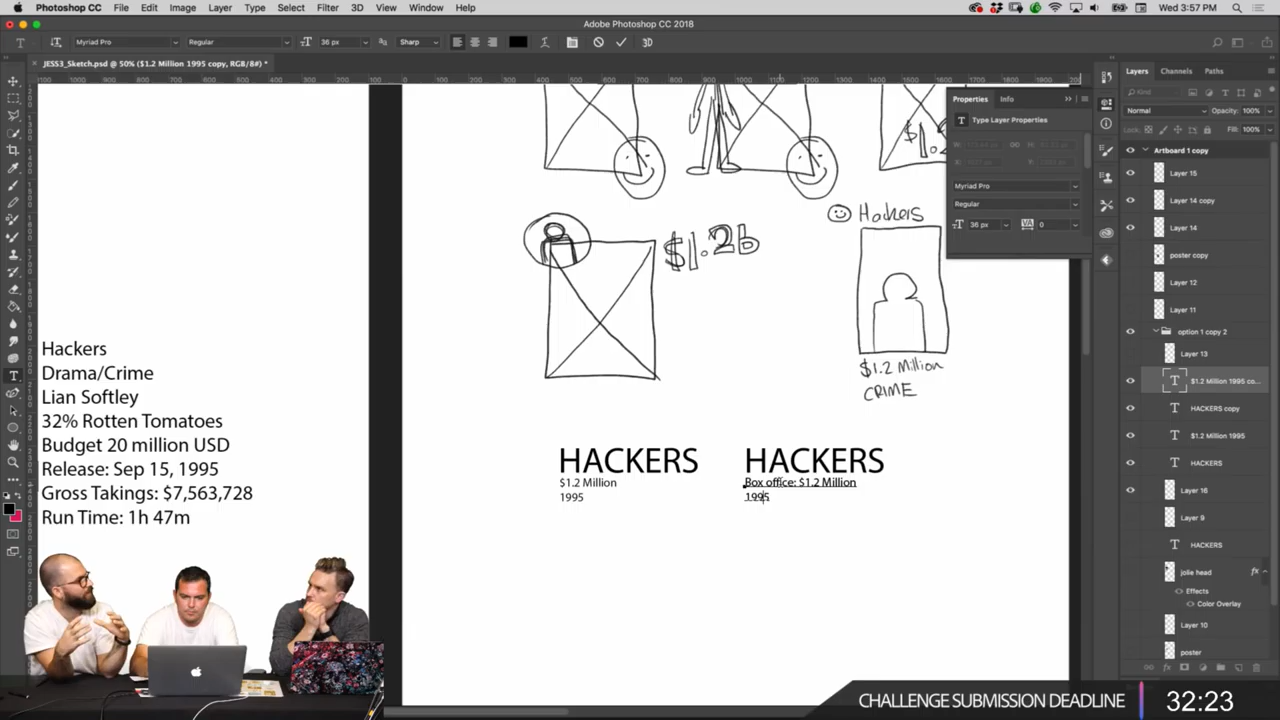 Photoshop CC File Edit Image Layer Type Select Filter 3D View Window Help Wed 3:57 PM
Adobe Photoshop CC 2018
Myriad Pro Regular 36 px Sharp 3D
JESS3_Sketch.psd @ 50% ($1.2 Million 1995 copy, RGB/8#) *
Properties Info
Type Layer Properties
Myriad Pro
Regular
36 px 0
Layers Channels Paths
Kind
Normal Opacity: 100%
Lock: Fill: 100%
Artboard 1 copy
Layer 15
Layer 14 copy
Layer 14
poster copy
Layer 12
Layer 11
option 1 copy 2
Layer 13
$1.2 Million 1995 co...
HACKERS copy
$1.2 Million 1995
HACKERS
Layer 16
Layer 9
HACKERS
jolie head fx
Effects
Color Overlay
Layer 10
poster
$1.2
$1.2b
Hackers
$1.2 Million
CRIME
Hackers
Drama/Crime
Lian Softley
32% Rotten Tomatoes
Budget 20 million USD
Release: Sep 15, 1995
Gross Takings: $7,563,728
Run Time: 1h 47m
HACKERS
$1.2 Million
1995
HACKERS
Box office: $1.2 Million
1995
CHALLENGE SUBMISSION DEADLINE 32:23